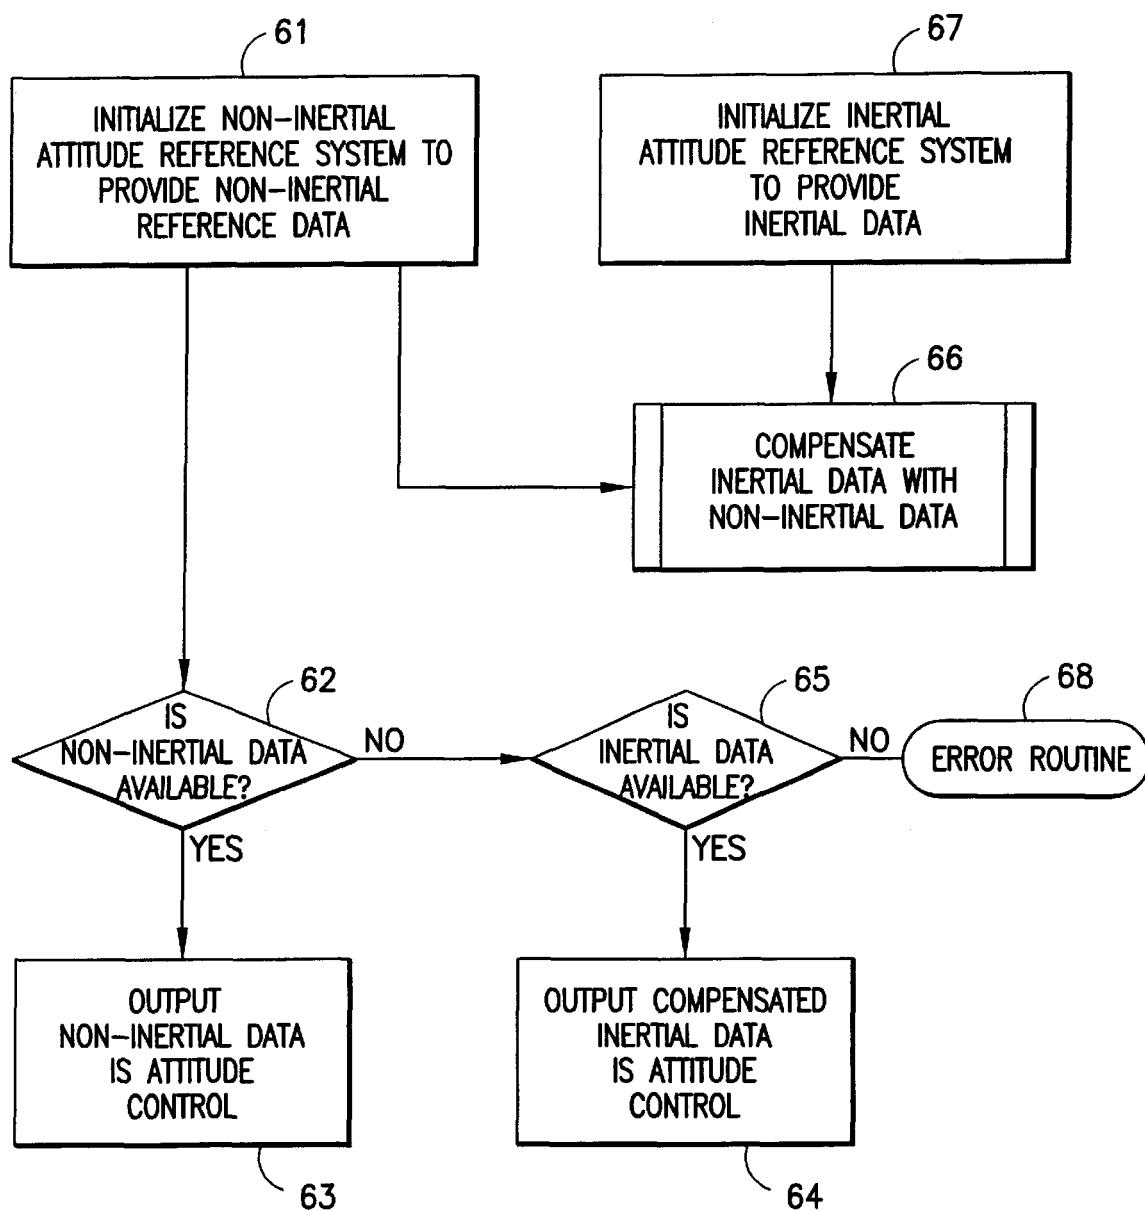 61
INITIALIZE NON-INERTIAL
ATTITUDE REFERENCE SYSTEM TO
PROVIDE NON-INERTIAL
REFERENCE DATA
67
INITIALIZE INERTIAL
ATTITUDE REFERENCE SYSTEM
TO PROVIDE
INERTIAL DATA
66
COMPENSATE
INERTIAL DATA WITH
NON-INERTIAL DATA
62
IS
NON-INERTIAL DATA
AVAILABLE?
NO
YES
65
IS
INERTIAL DATA
AVAILABLE?
NO
YES
68
ERROR ROUTINE
OUTPUT
NON-INERTIAL DATA
IS ATTITUDE
CONTROL
63
OUTPUT COMPENSATED
INERTIAL DATA
IS ATTITUDE
CONTROL
64